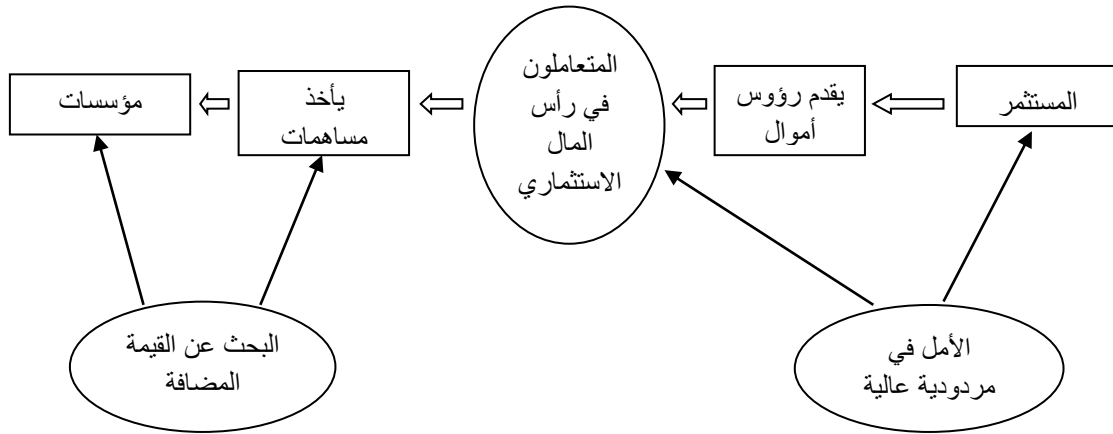 المستثمر
يقدم رؤوس
أموال
المتعاملون
في رأس
المال
الاستثماري
يأخذ
مساهمات
مؤسسات
الأمل في
مردودية عالية
البحث عن القيمة
المضافة